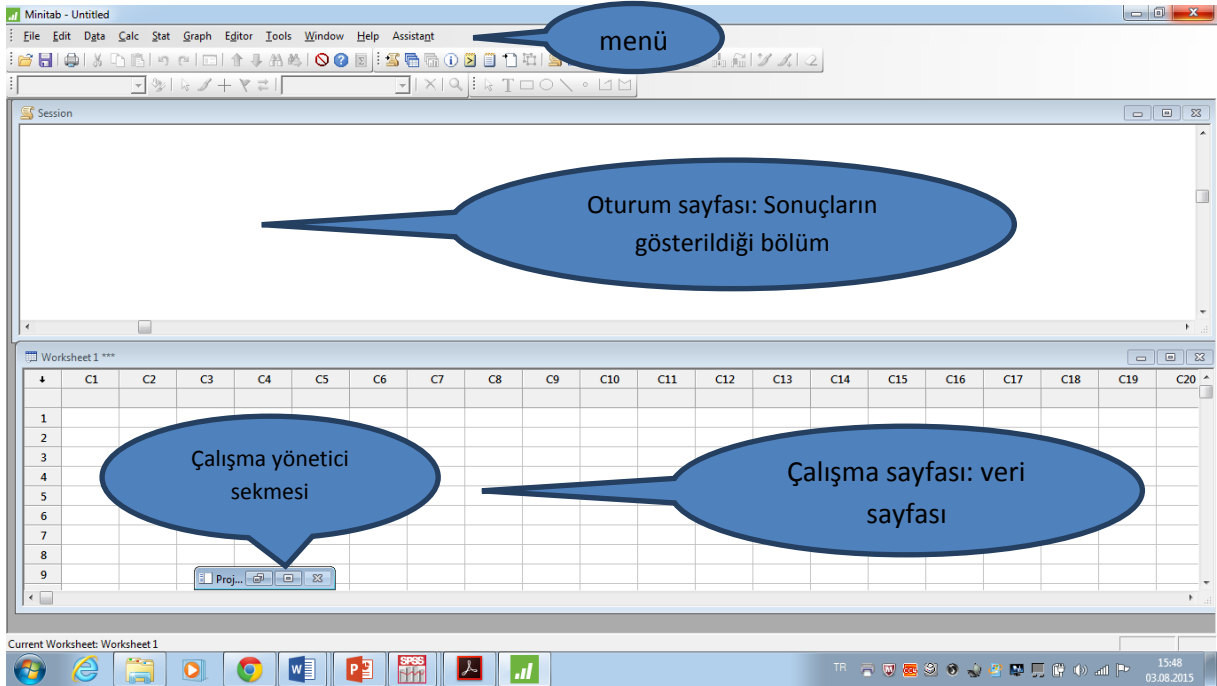 Minitab - Untitled
File Edit Data Calc Stat Graph Editor Tools Window Help Assistant
menü
Session
Oturum sayfası: Sonuçların
gösterildiği bölüm
Worksheet 1 ***
C1 C2 C3 C4 C5 C6 C7 C8 C9 C10 C11 C12 C13 C14 C15 C16 C17 C18 C19 C20
1
2
3
4
5
6
7
8
9
Çalışma yönetici
sekmesi
Çalışma sayfası: veri
sayfası
Proj...
Current Worksheet: Worksheet 1
SPSS
TR
15:48
03.08.2015